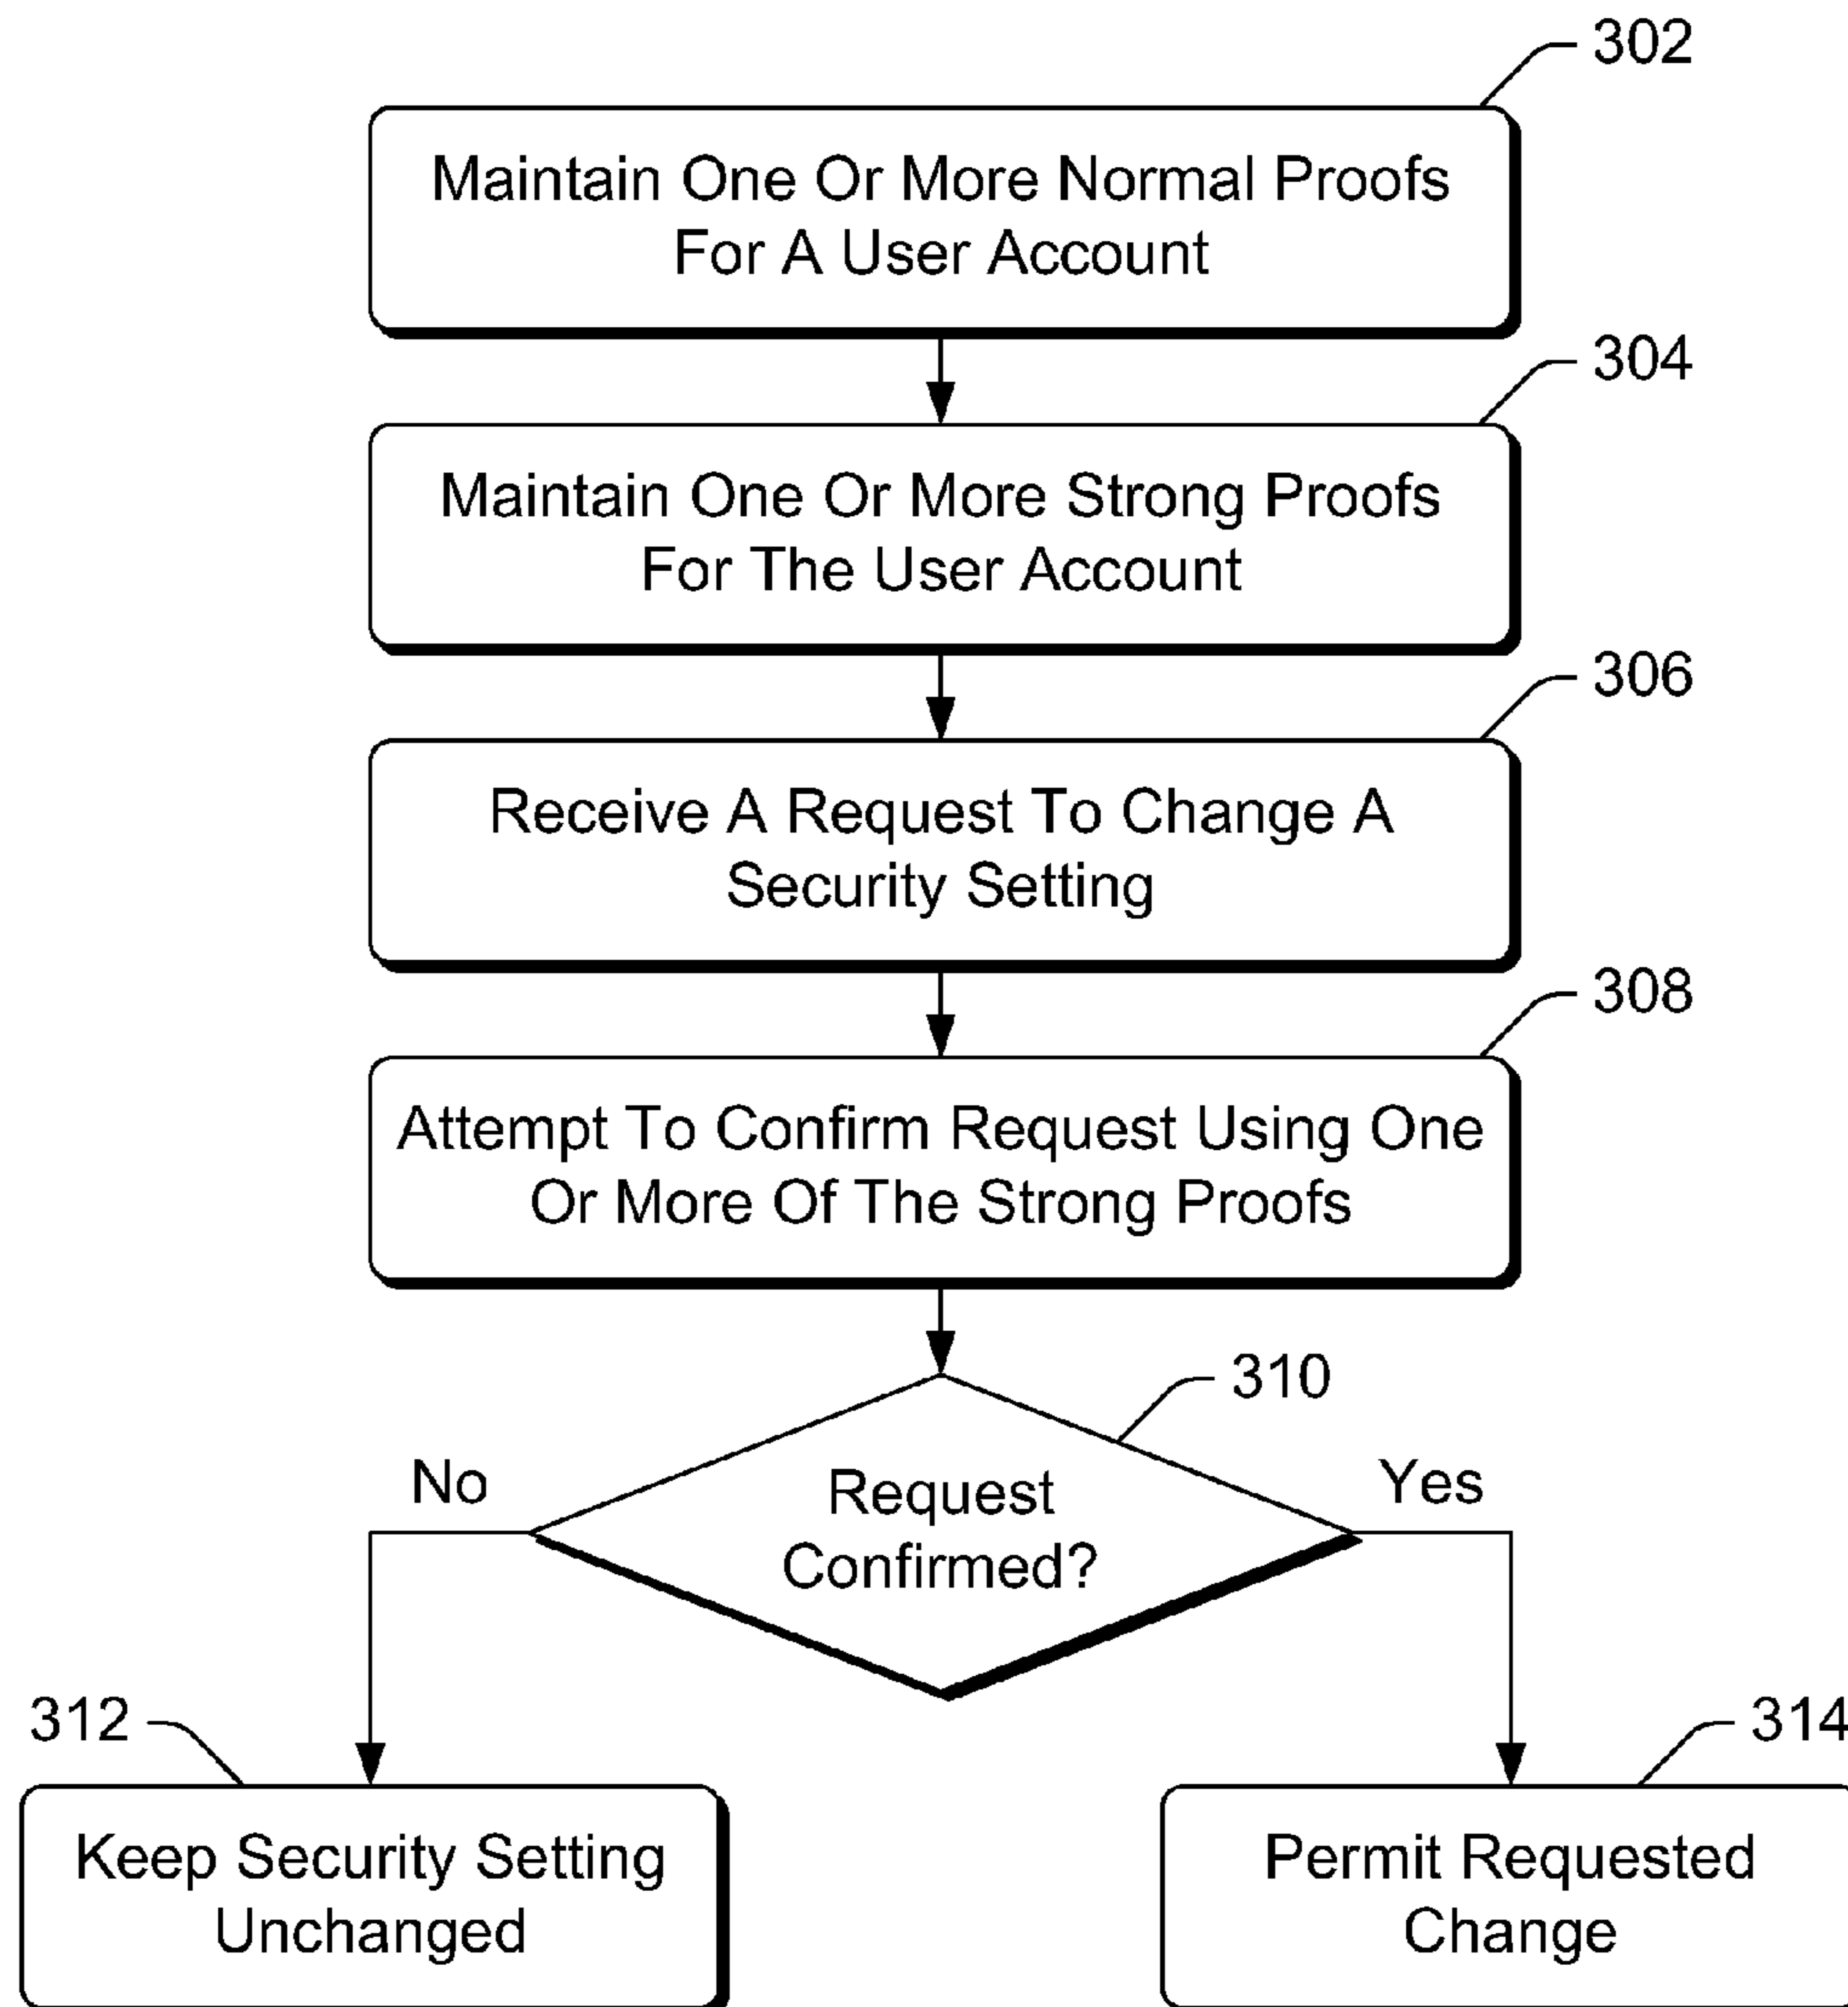 302
Maintain One Or More Normal Proofs
For A User Account
304
Maintain One Or More Strong Proofs
For The User Account
306
Receive A Request To Change A
Security Setting
308
Attempt To Confirm Request Using One
Or More Of The Strong Proofs
310
No
Request
Confirmed?
Yes
312
Keep Security Setting
Unchanged
314
Permit Requested
Change